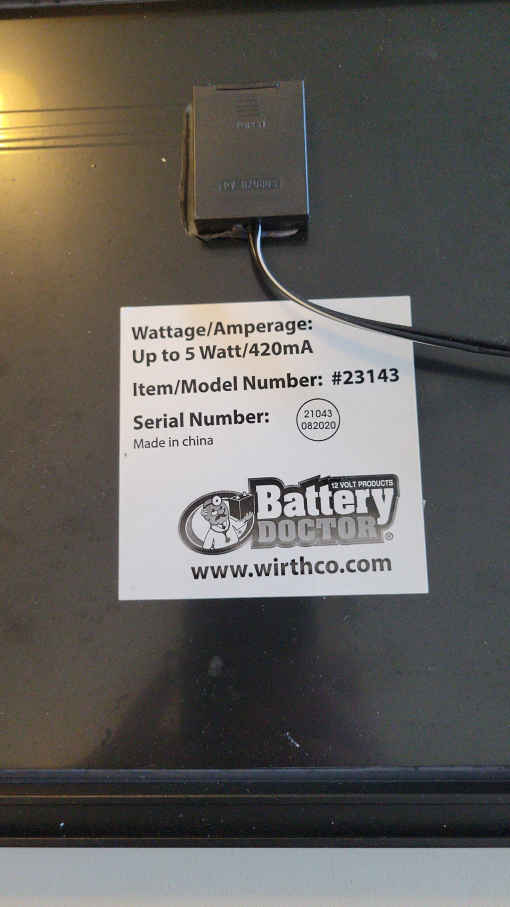 Wattage/Amperage:
Up to 5 Watt/420mA
Item/Model Number: #23143
Serial Number:
21043
082020
Made in china
12 VOLT PRODUCTS
Battery
DOCTOR®
www.wirthco.com